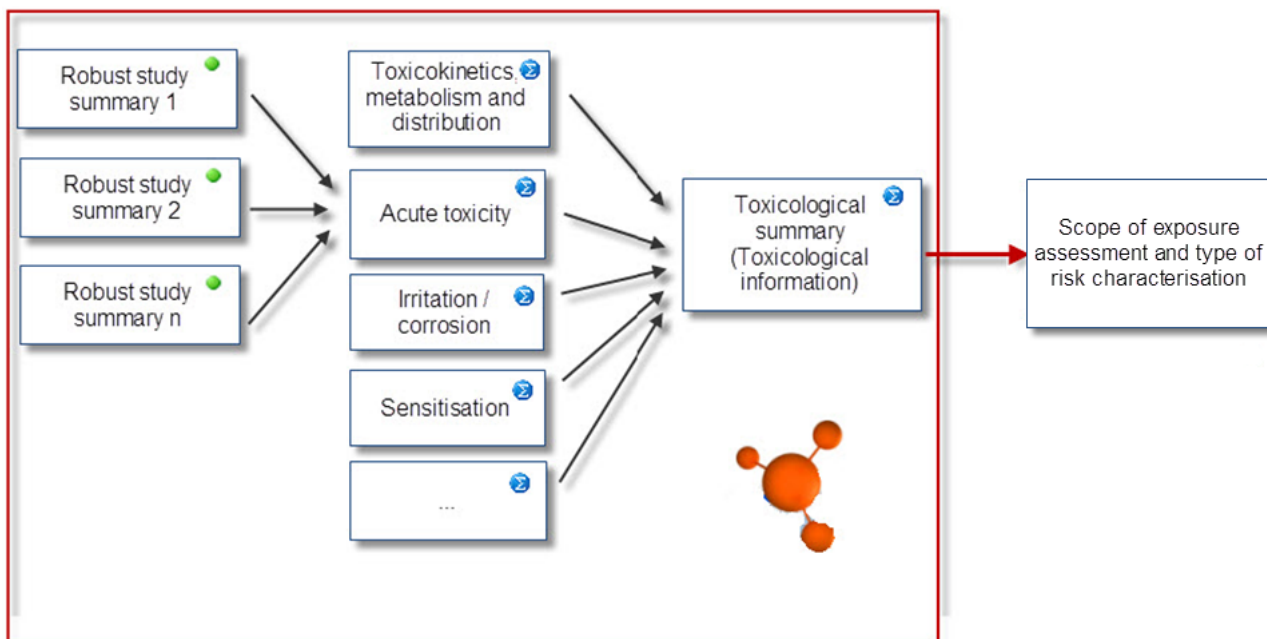 Robust study
summary 1
Robust study
summary 2
Robust study
summary n
Toxicokinetics,
metabolism and
distribution
Σ
Acute toxicity
Σ
Irritation /
corrosion
Σ
Sensitisation
Σ
...
Σ
Toxicological
summary
(Toxicological
information)
Σ
Scope of exposure
assessment and type of
risk characterisation